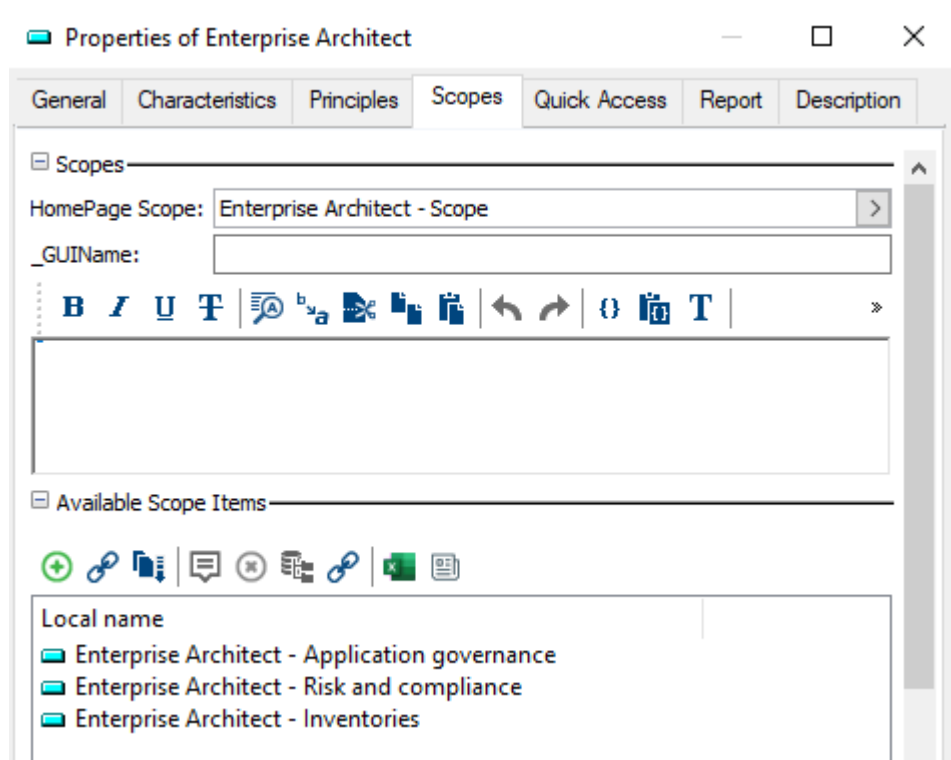 Properties of Enterprise Architect
General Characteristics Principles Scopes Quick Access Report Description
Scopes
HomePage Scope: Enterprise Architect - Scope
_GUIName:
B I U T A b a {} {} T »
Available Scope Items
Local name
Enterprise Architect - Application governance
Enterprise Architect - Risk and compliance
Enterprise Architect - Inventories